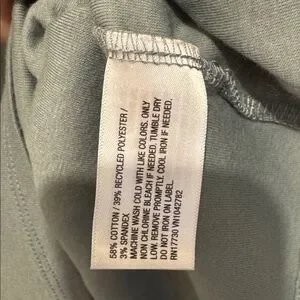 58% COTTON / 39% RECYCLED POLYESTER /
3% SPANDEX
MACHINE WASH COLD WITH LIKE COLORS. ONLY
NON CHLORINE BLEACH IF NEEDED. TUMBLE DRY
LOW. REMOVE PROMPTLY. COOL IRON IF NEEDED.
DO NOT IRON ON LABEL.
RN17730 VN1042782